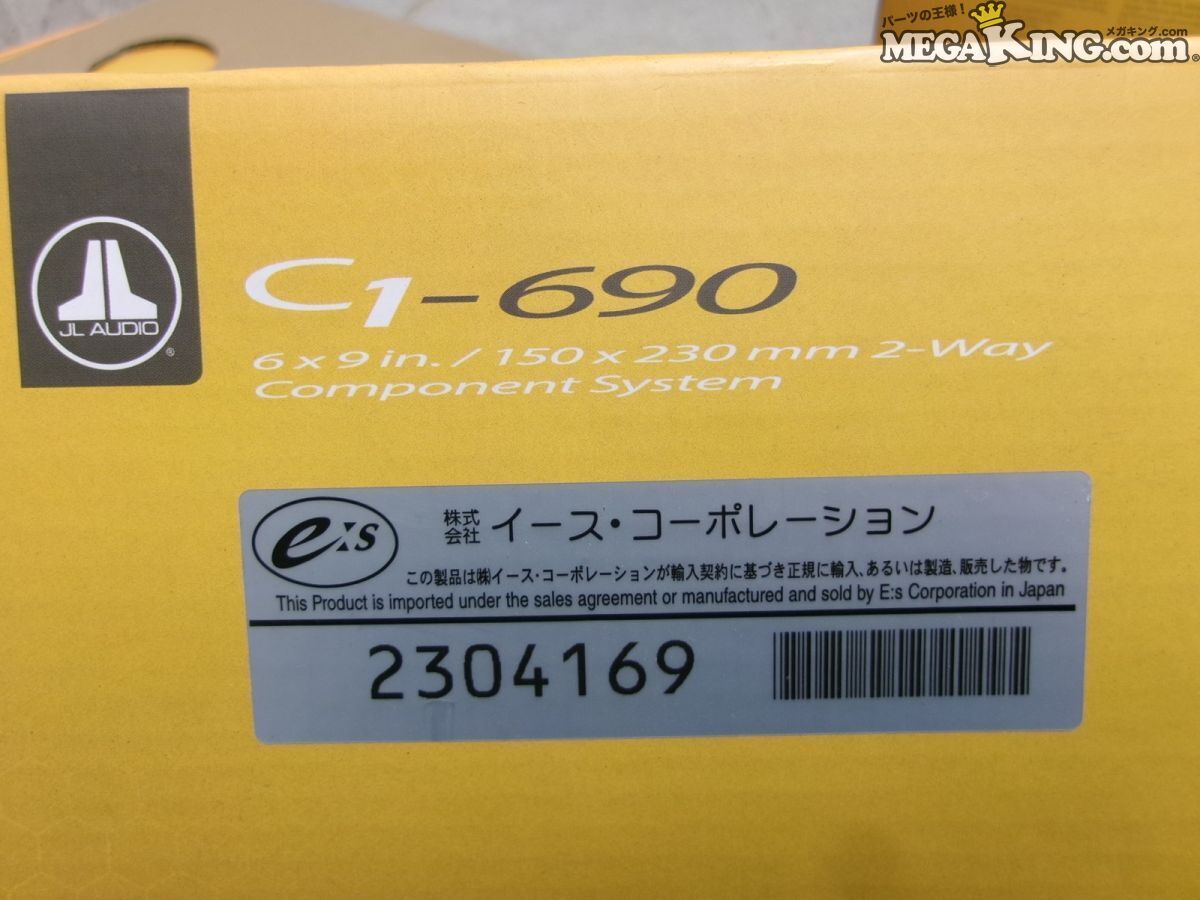 パーツの王様!
メガキング.com
MEGAKING.com®
JL AUDIO®
C1-690
6 x 9 in. / 150 x 230 mm 2-Way
Component System
e:s
株式会社 イース・コーポレーション
この製品は㈱イース・コーポレーションが輸入契約に基づき正規に輸入、あるいは製造、販売した物です。
This Product is imported under the sales agreement or manufactured and sold by E:s Corporation in Japan
2304169